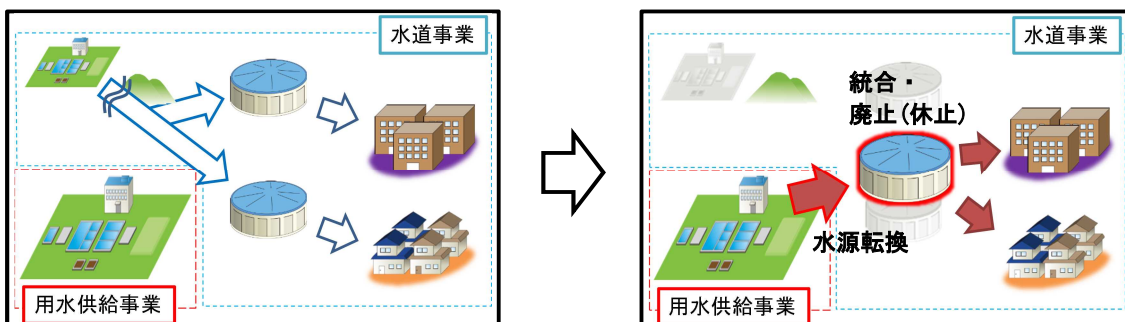 水道事業
用水供給事業
水道事業
統合・
廃止(休止)
水源転換
用水供給事業